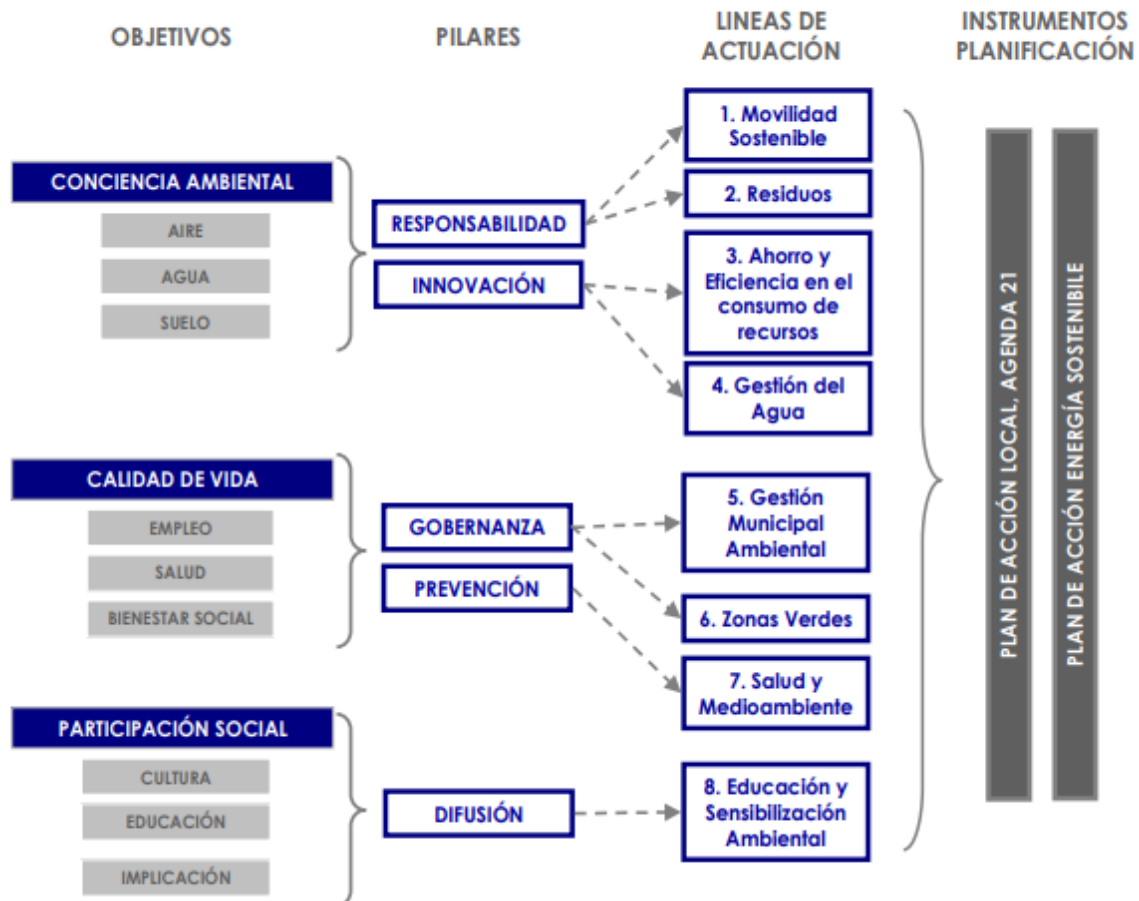 OBJETIVOS
PILARES
LINEAS DE
ACTUACIÓN
INSTRUMENTOS
PLANIFICACIÓN
CONCIENCIA AMBIENTAL
AIRE
AGUA
SUELO
RESPONSABILIDAD
INNOVACIÓN
1. Movilidad
Sostenible
2. Residuos
3. Ahorro y
Eficiencia en el
consumo de
recursos
4. Gestión del
Agua
CALIDAD DE VIDA
EMPLEO
SALUD
BIENESTAR SOCIAL
GOBERNANZA
PREVENCIÓN
5. Gestión
Municipal
Ambiental
6. Zonas Verdes
7. Salud y
Medioambiente
PARTICIPACIÓN SOCIAL
CULTURA
EDUCACIÓN
IMPLICACIÓN
DIFUSIÓN
8. Educación y
Sensibilización
Ambiental
PLAN DE ACCIÓN LOCAL, AGENDA 21
PLAN DE ACCIÓN ENERGÍA SOSTENIBILE